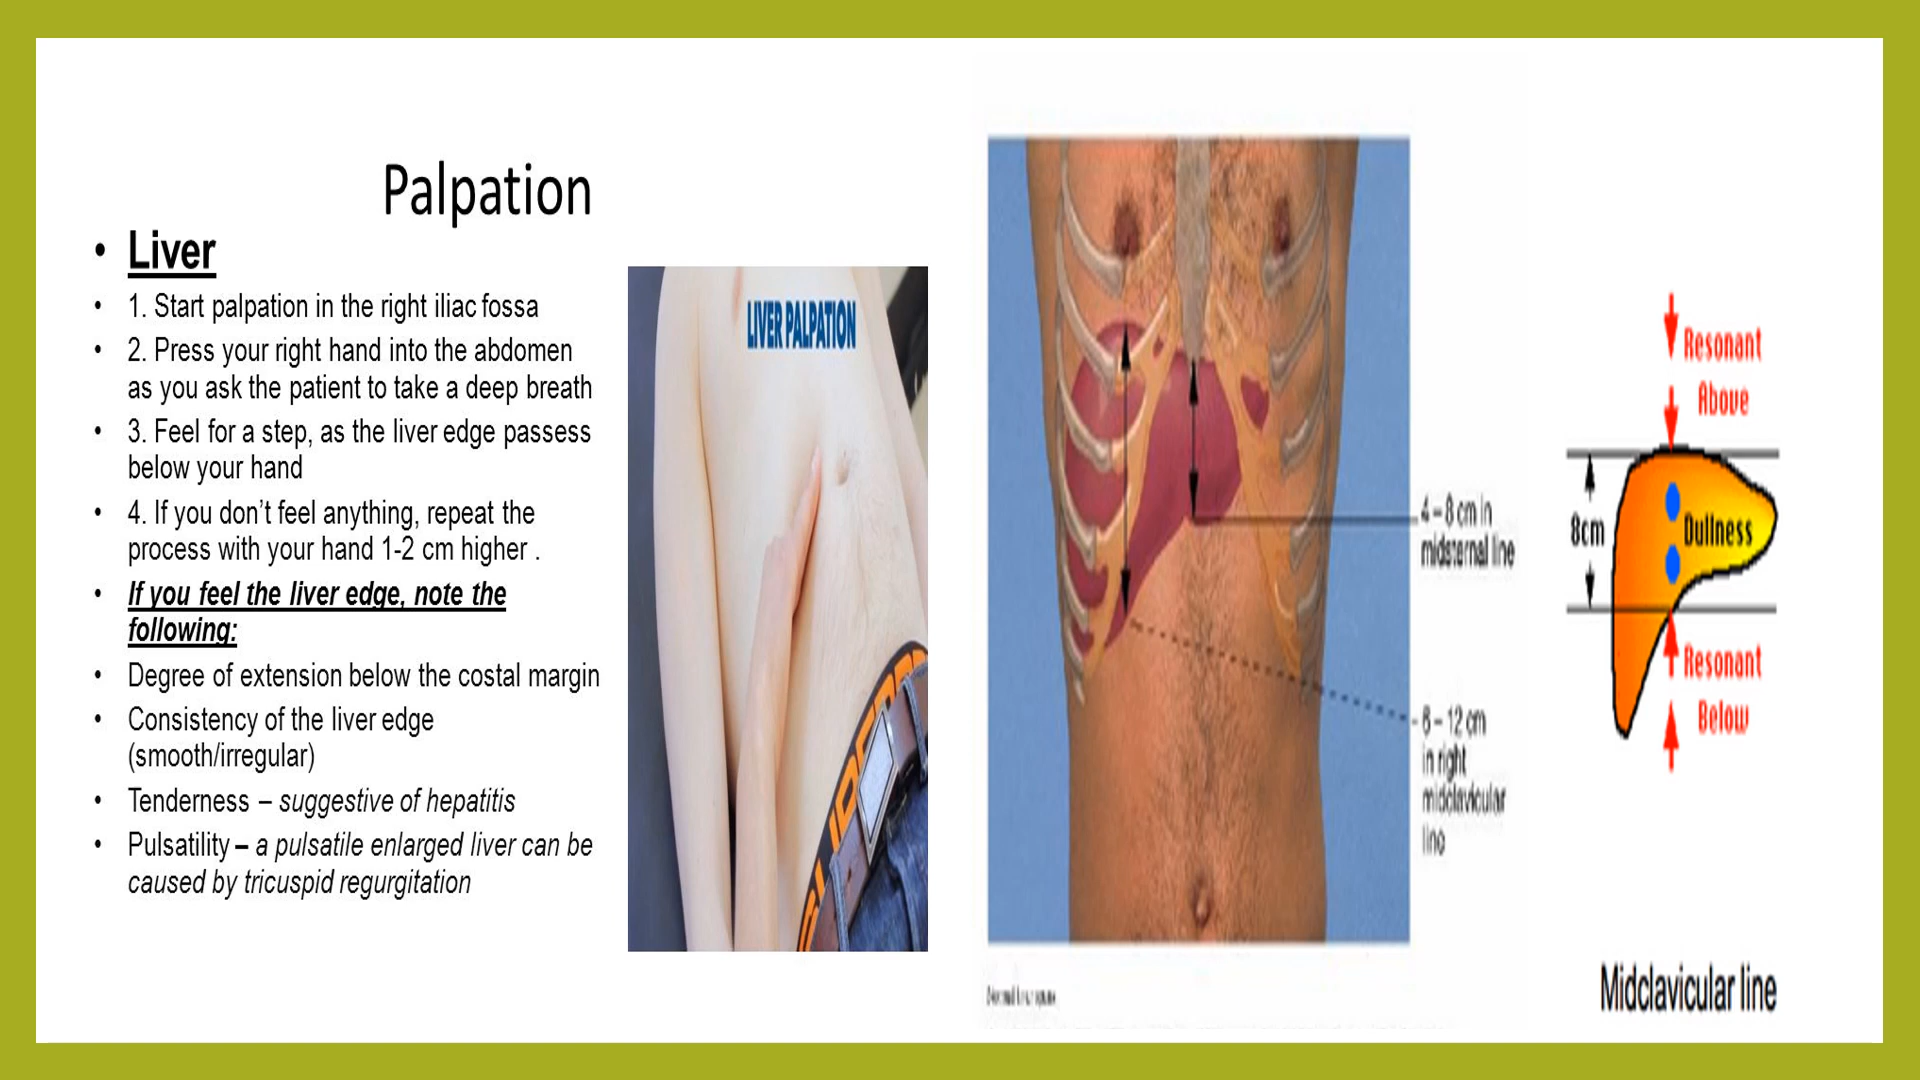 Palpation
• Liver
• 1. Start palpation in the right iliac fossa
• 2. Press your right hand into the abdomen
as you ask the patient to take a deep breath
• 3. Feel for a step, as the liver edge passess
below your hand
• 4. If you don’t feel anything, repeat the
process with your hand 1-2 cm higher .
• If you feel the liver edge, note the
following:
• Degree of extension below the costal margin
• Consistency of the liver edge
(smooth/irregular)
• Tenderness – suggestive of hepatitis
• Pulsatility – a pulsatile enlarged liver can be
caused by tricuspid regurgitation
LIVER PALPATION
4 – 8 cm in
midsternal line
6 – 12 cm
in right
midclavicular
line
Resonant
Above
8cm
Dullness
Resonant
Below
Midclavicular line